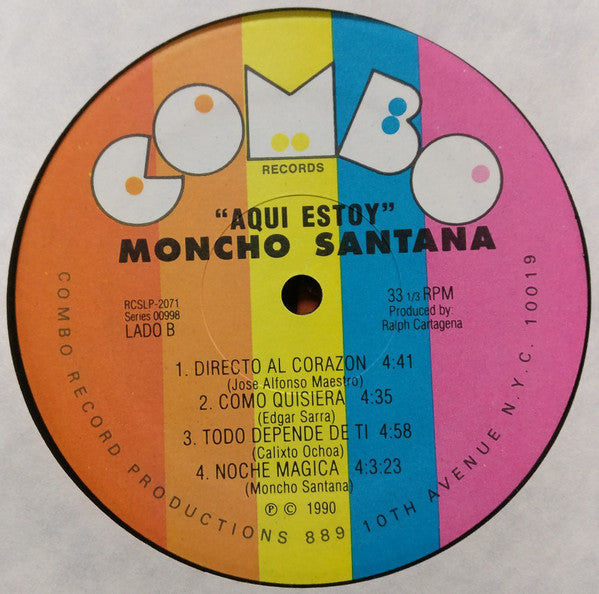 COMBO
RECORDS
"AQUI ESTOY"
MONCHO SANTANA
RCSLP-2071
Series 00998
LADO B
33 1/3 RPM
Produced by:
Ralph Cartagena
1. DIRECTO AL CORAZON 4:41
(Jose Alfonso Maestro)
2. COMO QUISIERA 4:35
(Edgar Sarra)
3. TODO DEPENDE DE TI 4:58
(Calixto Ochoa)
4. NOCHE MAGICA 4:3:23
(Moncho Santana)
Ⓟ © 1990
COMBO RECORD PRODUCTIONS 889 10TH AVENUE N.Y.C. 10019